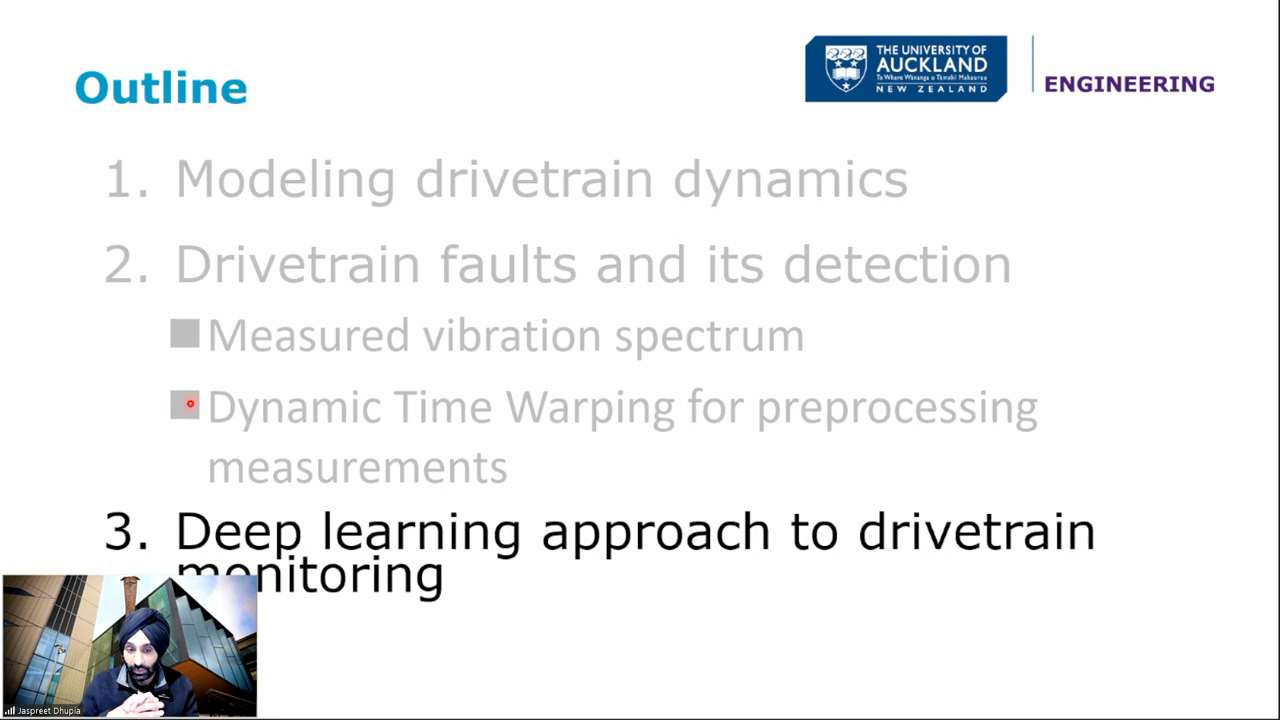 Outline
THE UNIVERSITY OF
AUCKLAND
Te Whare Wānanga o Tāmaki Makaurau
NEW ZEALAND
ENGINEERING
1. Modeling drivetrain dynamics
2. Drivetrain faults and its detection
Measured vibration spectrum
Dynamic Time Warping for preprocessing
measurements
3. Deep learning approach to drivetrain
monitoring
Jaspreet Dhupia